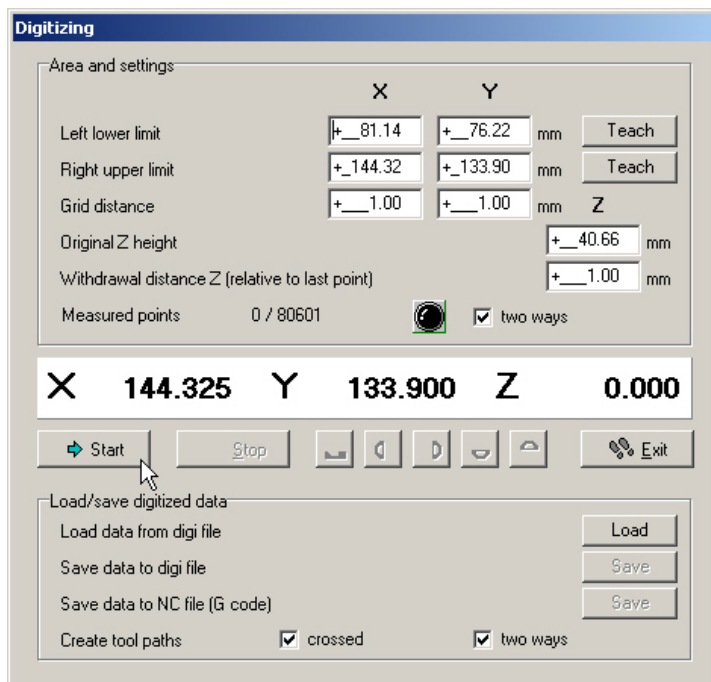 Digitizing
Area and settings
X Y
Left lower limit +__81.14 +__76.22 mm Teach
Right upper limit +_144.32 +_133.90 mm Teach
Grid distance +___1.00 +___1.00 mm Z
Original Z height +__40.66 mm
Withdrawal distance Z (relative to last point) +___1.00 mm
Measured points 0 / 80601 two ways
X 144.325 Y 133.900 Z 0.000
Start Stop Exit
Load/save digitized data
Load data from digi file Load
Save data to digi file Save
Save data to NC file (G code) Save
Create tool paths crossed two ways